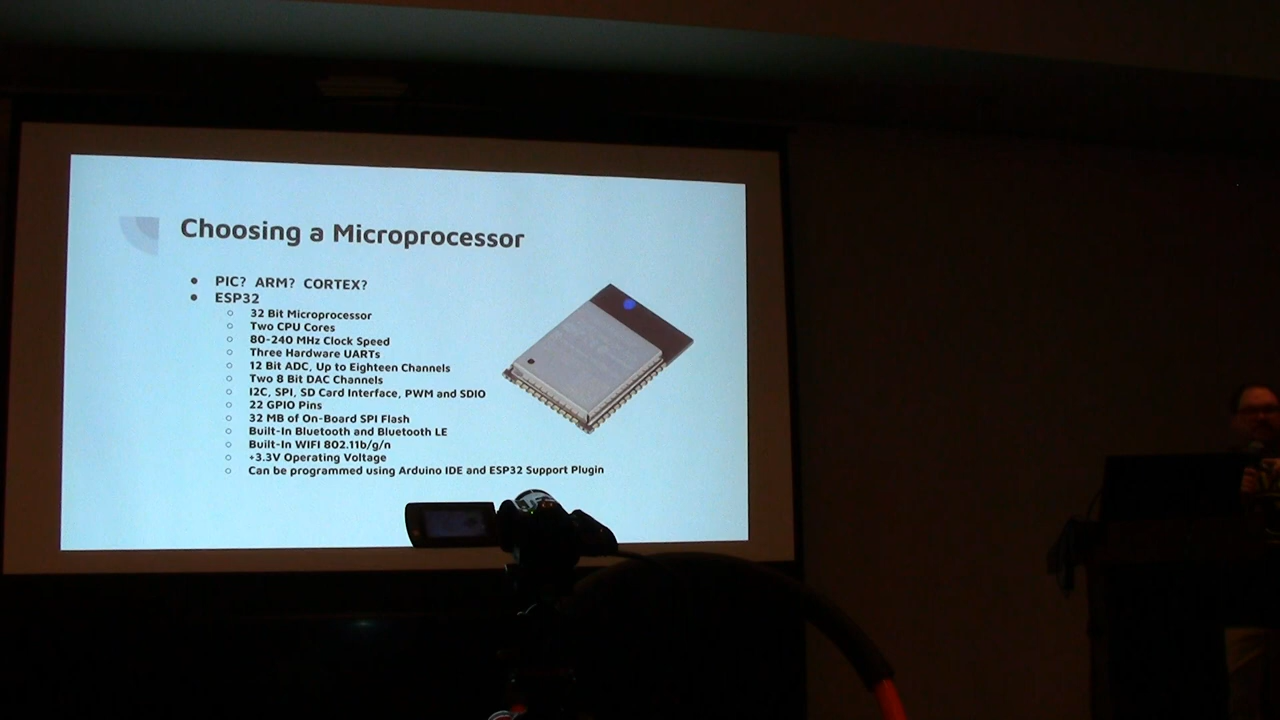 Choosing a Microprocessor
PIC? ARM? CORTEX?
ESP32
32 Bit Microprocessor
Two CPU Cores
80-240 MHz Clock Speed
Three Hardware UARTs
12 Bit ADC, Up to Eighteen Channels
Two 8 Bit DAC Channels
I2C, SPI, SD Card Interface, PWM and SDIO
22 GPIO Pins
32 MB of On-Board SPI Flash
Built-In Bluetooth and Bluetooth LE
Built-In WIFI 802.11b/g/n
+3.3V Operating Voltage
Can be programmed using Arduino IDE and ESP32 Support Plugin